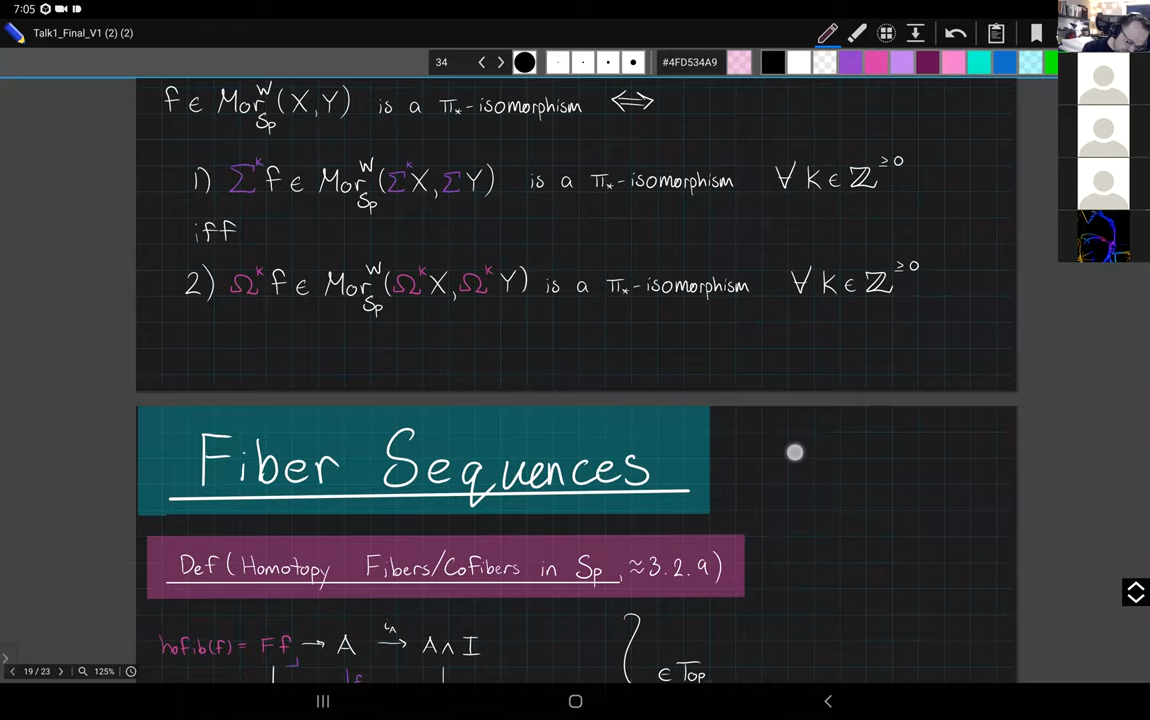 7:05
Talk1_Final_V1 (2) (2)
34
#4FD534A9
f ∈ Mor^W_Sp (X, Y) is a π_*-isomorphism ⟺
1) Σ^k f ∈ Mor^W_Sp (Σ^k X, Σ Y) is a π_*-isomorphism ∀ k ∈ ℤ^≥0
iff
2) Ω^k f ∈ Mor^W_Sp (Ω^k X, Ω^k Y) is a π_*-isomorphism ∀ k ∈ ℤ^≥0
Fiber Sequences
Def (Homotopy Fibers/Cofibers in Sp, ≈3.2.9)
hofib(f) = Ff → A →^ι_A A ∧ I
∈ Top
19 / 23
125%